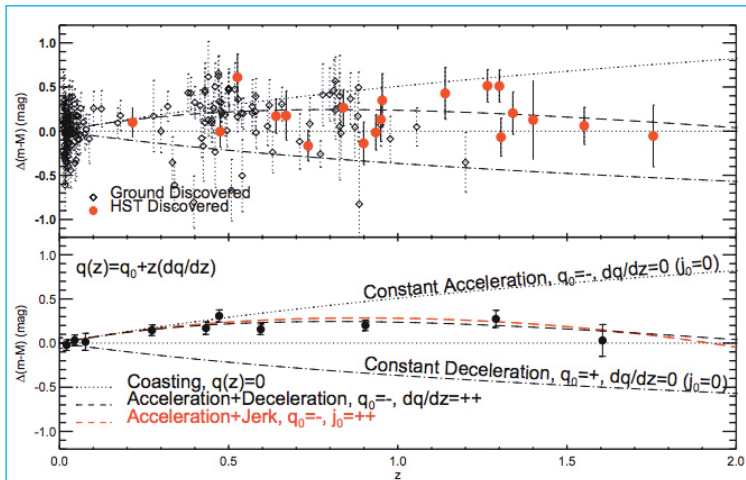 1.0
0.5
0.0
-0.5
-1.0
Δ(m-M) (mag)
Ground Discovered
HST Discovered
1.0
0.5
0.0
-0.5
-1.0
Δ(m-M) (mag)
q(z)=q₀+z(dq/dz)
Constant Acceleration, q₀=-, dq/dz=0 (j₀=0)
Constant Deceleration, q₀=+, dq/dz=0 (j₀=0)
Coasting, q(z)=0
Acceleration+Deceleration, q₀=-, dq/dz=++
Acceleration+Jerk, q₀=-, j₀=++
0.0 0.5 1.0 1.5 2.0
z